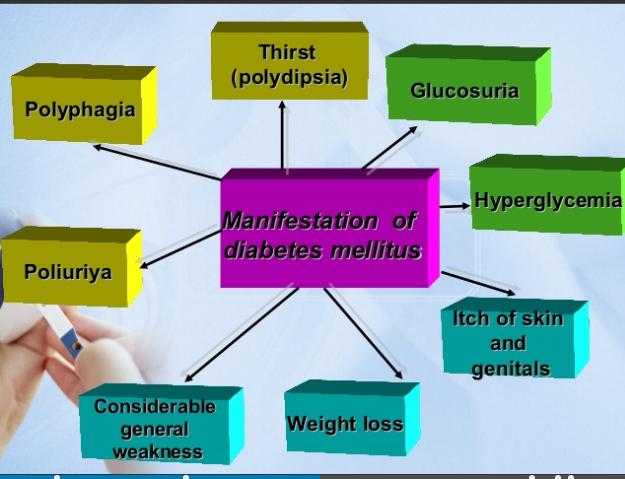 Thirst
(polydipsia)
Polyphagia
Glucosuria
Hyperglycemia
Manifestation of
diabetes mellitus
Poliuriya
Itch of skin
and
genitals
Considerable
general
weakness
Weight loss